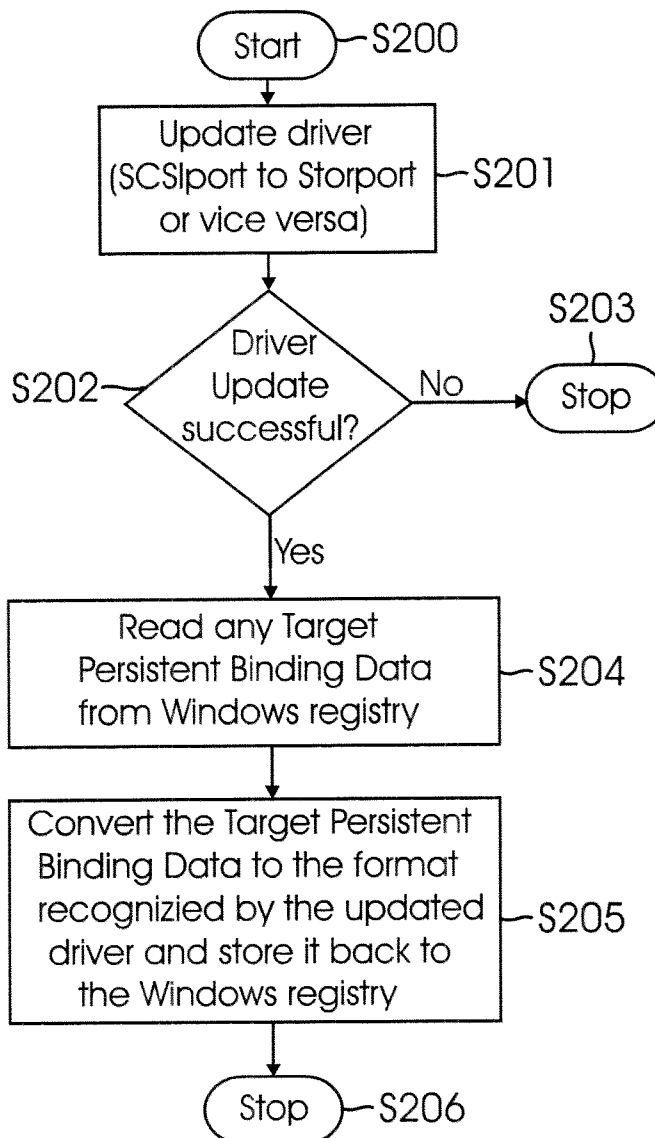 Start
S200
Update driver
(SCSIport to Storport
or vice versa)
S201
Driver
Update
successful?
S202
No
S203
Stop
Yes
Read any Target
Persistent Binding Data
from Windows registry
S204
Convert the Target Persistent
Binding Data to the format
recognizied by the updated
driver and store it back to
the Windows registry
S205
Stop
S206